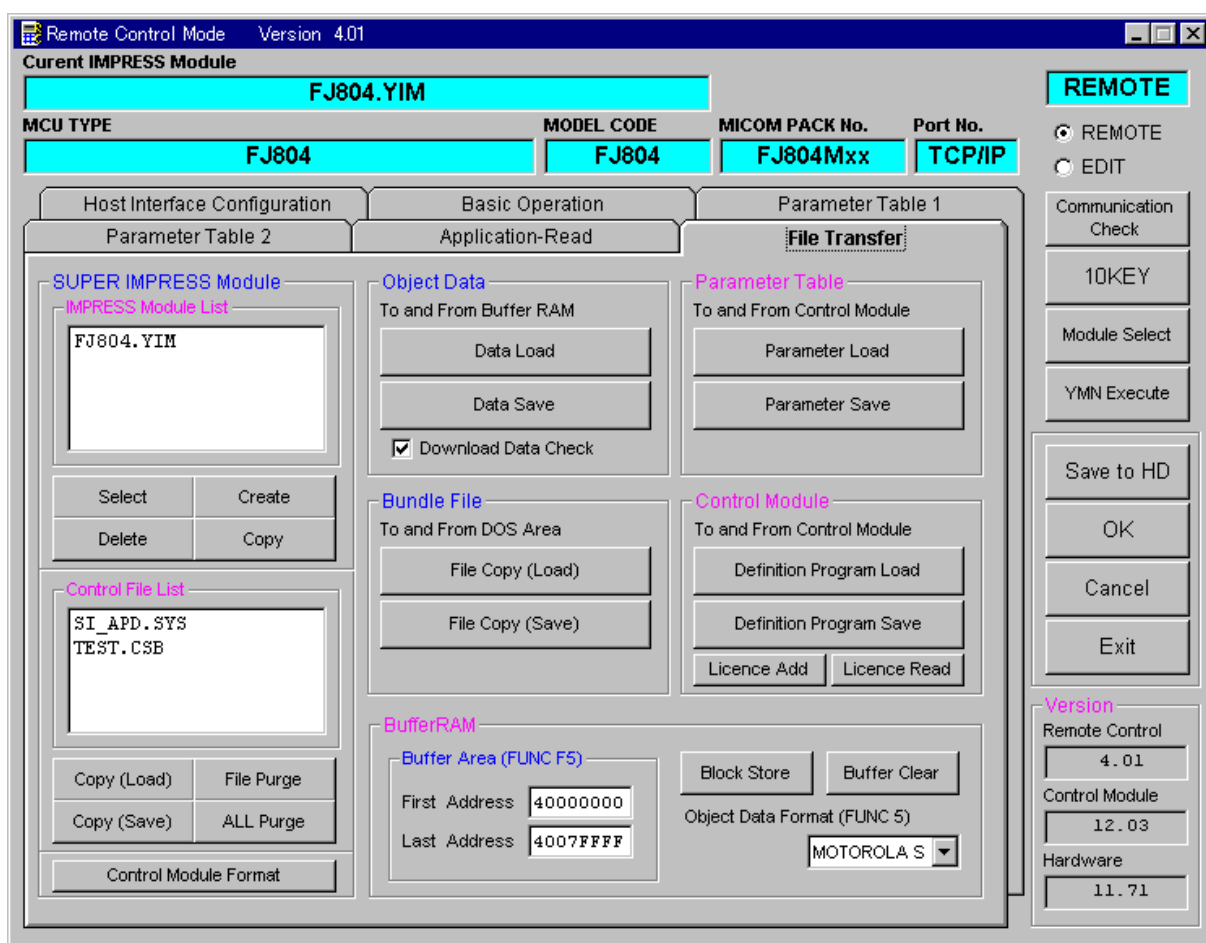 Remote Control Mode Version 4.01
Curent IMPRESS Module
FJ804.YIM
REMOTE
MCU TYPE
MODEL CODE
MICOM PACK No.
Port No.
FJ804
FJ804
FJ804Mxx
TCP/IP
REMOTE
EDIT
Host Interface Configuration
Basic Operation
Parameter Table 1
Parameter Table 2
Application-Read
File Transfer
SUPER IMPRESS Module
IMPRESS Module List
FJ804.YIM
Select
Create
Delete
Copy
Control File List
SI_APD.SYS
TEST.CSB
Copy (Load)
File Purge
Copy (Save)
ALL Purge
Control Module Format
Object Data
To and From Buffer RAM
Data Load
Data Save
Download Data Check
Parameter Table
To and From Control Module
Parameter Load
Parameter Save
Bundle File
To and From DOS Area
File Copy (Load)
File Copy (Save)
Control Module
To and From Control Module
Definition Program Load
Definition Program Save
Licence Add
Licence Read
BufferRAM
Buffer Area (FUNC F5)
First Address 40000000
Last Address 4007FFFF
Block Store
Buffer Clear
Object Data Format (FUNC 5)
MOTOROLA S
Communication
Check
10KEY
Module Select
YMN Execute
Save to HD
OK
Cancel
Exit
Version
Remote Control
4.01
Control Module
12.03
Hardware
11.71